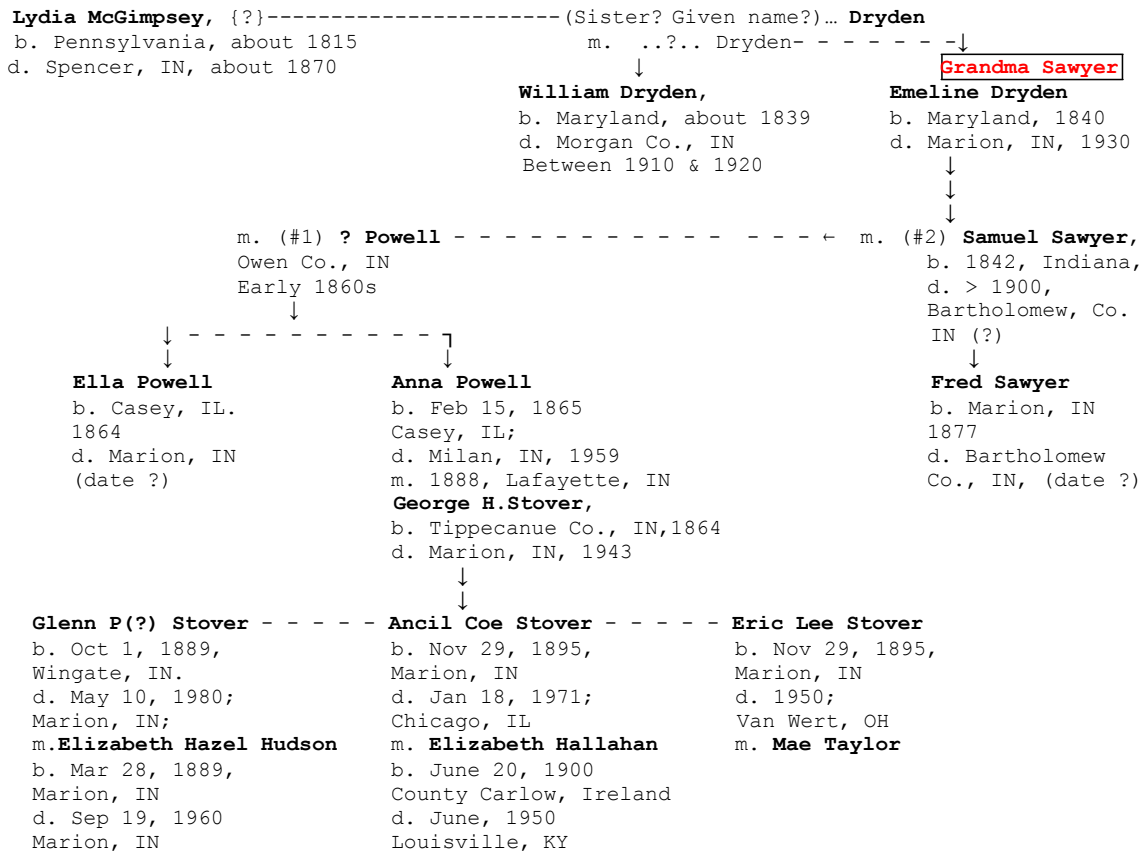 Lydia McGimpsey, {?}-----------------------(Sister? Given name?)… Dryden
b. Pennsylvania, about 1815
m. ..?.. Dryden- - - - - - -↓
d. Spencer, IN, about 1870
↓
Grandma Sawyer
William Dryden,
b. Maryland, about 1839
d. Morgan Co., IN
Between 1910 & 1920
Emeline Dryden
b. Maryland, 1840
d. Marion, IN, 1930
↓
↓
↓
m. (#1) ? Powell - - - - - - - - - - - - - - ← m. (#2) Samuel Sawyer,
Owen Co., IN
Early 1860s
↓
b. 1842, Indiana,
d. > 1900,
Bartholomew, Co.
IN (?)
↓
↓ - - - - - - - - - - - ┐
↓
↓
Ella Powell
b. Casey, IL.
1864
d. Marion, IN
(date ?)
Anna Powell
b. Feb 15, 1865
Casey, IL;
d. Milan, IN, 1959
m. 1888, Lafayette, IN
George H.Stover,
b. Tippecanue Co., IN,1864
d. Marion, IN, 1943
↓
↓
Fred Sawyer
b. Marion, IN
1877
d. Bartholomew
Co., IN, (date ?)
Glenn P(?) Stover - - - - - Ancil Coe Stover - - - - - Eric Lee Stover
b. Oct 1, 1889,
Wingate, IN.
d. May 10, 1980;
Marion, IN;
m.Elizabeth Hazel Hudson
b. Mar 28, 1889,
Marion, IN
d. Sep 19, 1960
Marion, IN
b. Nov 29, 1895,
Marion, IN
d. Jan 18, 1971;
Chicago, IL
m. Elizabeth Hallahan
b. June 20, 1900
County Carlow, Ireland
d. June, 1950
Louisville, KY
b. Nov 29, 1895,
Marion, IN
d. 1950;
Van Wert, OH
m. Mae Taylor